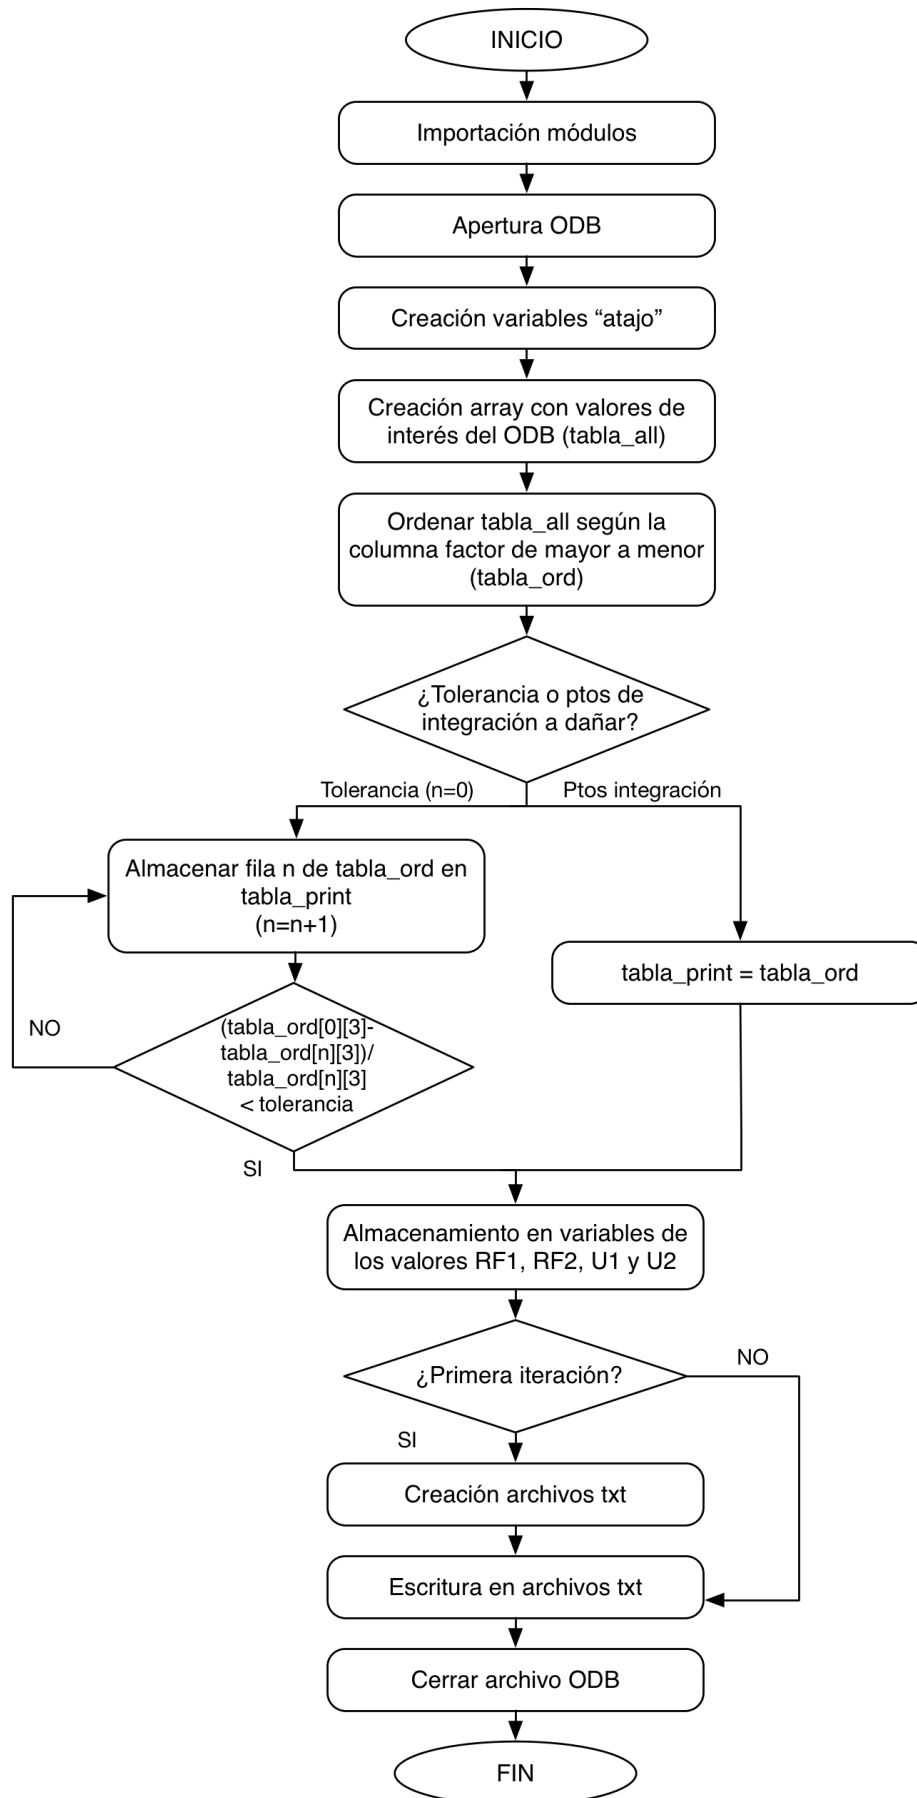 INICIO
Importación módulos
Apertura ODB
Creación variables “atajo”
Creación array con valores de
interés del ODB (tabla_all)
Ordenar tabla_all según la
columna factor de mayor a menor
(tabla_ord)
¿Tolerancia o ptos de
integración a dañar?
Tolerancia (n=0)
Ptos integración
Almacenar fila n de tabla_ord en
tabla_print
(n=n+1)
tabla_print = tabla_ord
NO
(tabla_ord[0][3]-
tabla_ord[n][3])/
tabla_ord[n][3]
< tolerancia
SI
Almacenamiento en variables de
los valores RF1, RF2, U1 y U2
¿Primera iteración?
NO
SI
Creación archivos txt
Escritura en archivos txt
Cerrar archivo ODB
FIN